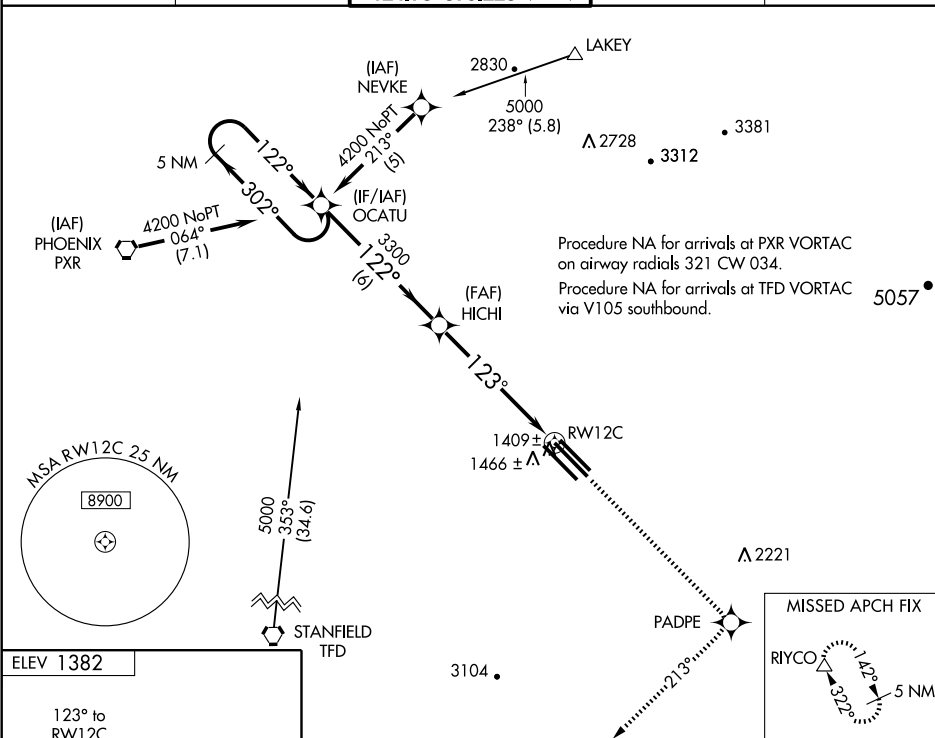 LAKEY
2830
5000
238° (5.8)
(IAF)
NEVKE
4200 NoPT
213°
(5)
2728
3381
3312
5 NM
122°
302°
(IF/IAF)
OCATU
(IAF)
PHOENIX
PXR
4200 NoPT
064°
(7.1)
3300
122°
(6)
Procedure NA for arrivals at PXR VORTAC
on airway radials 321 CW 034.
Procedure NA for arrivals at TFD VORTAC
via V105 southbound.
5057
(FAF)
HICHI
123°
RW12C
1409 ±
1466 ±
MSA RW12C 25 NM
8900
5000
353°
(34.6)
STANFIELD
TFD
2221
PADPE
213°
3104
MISSED APCH FIX
RIYCO
142°
322°
5 NM
ELEV 1382
123° to
RW12C